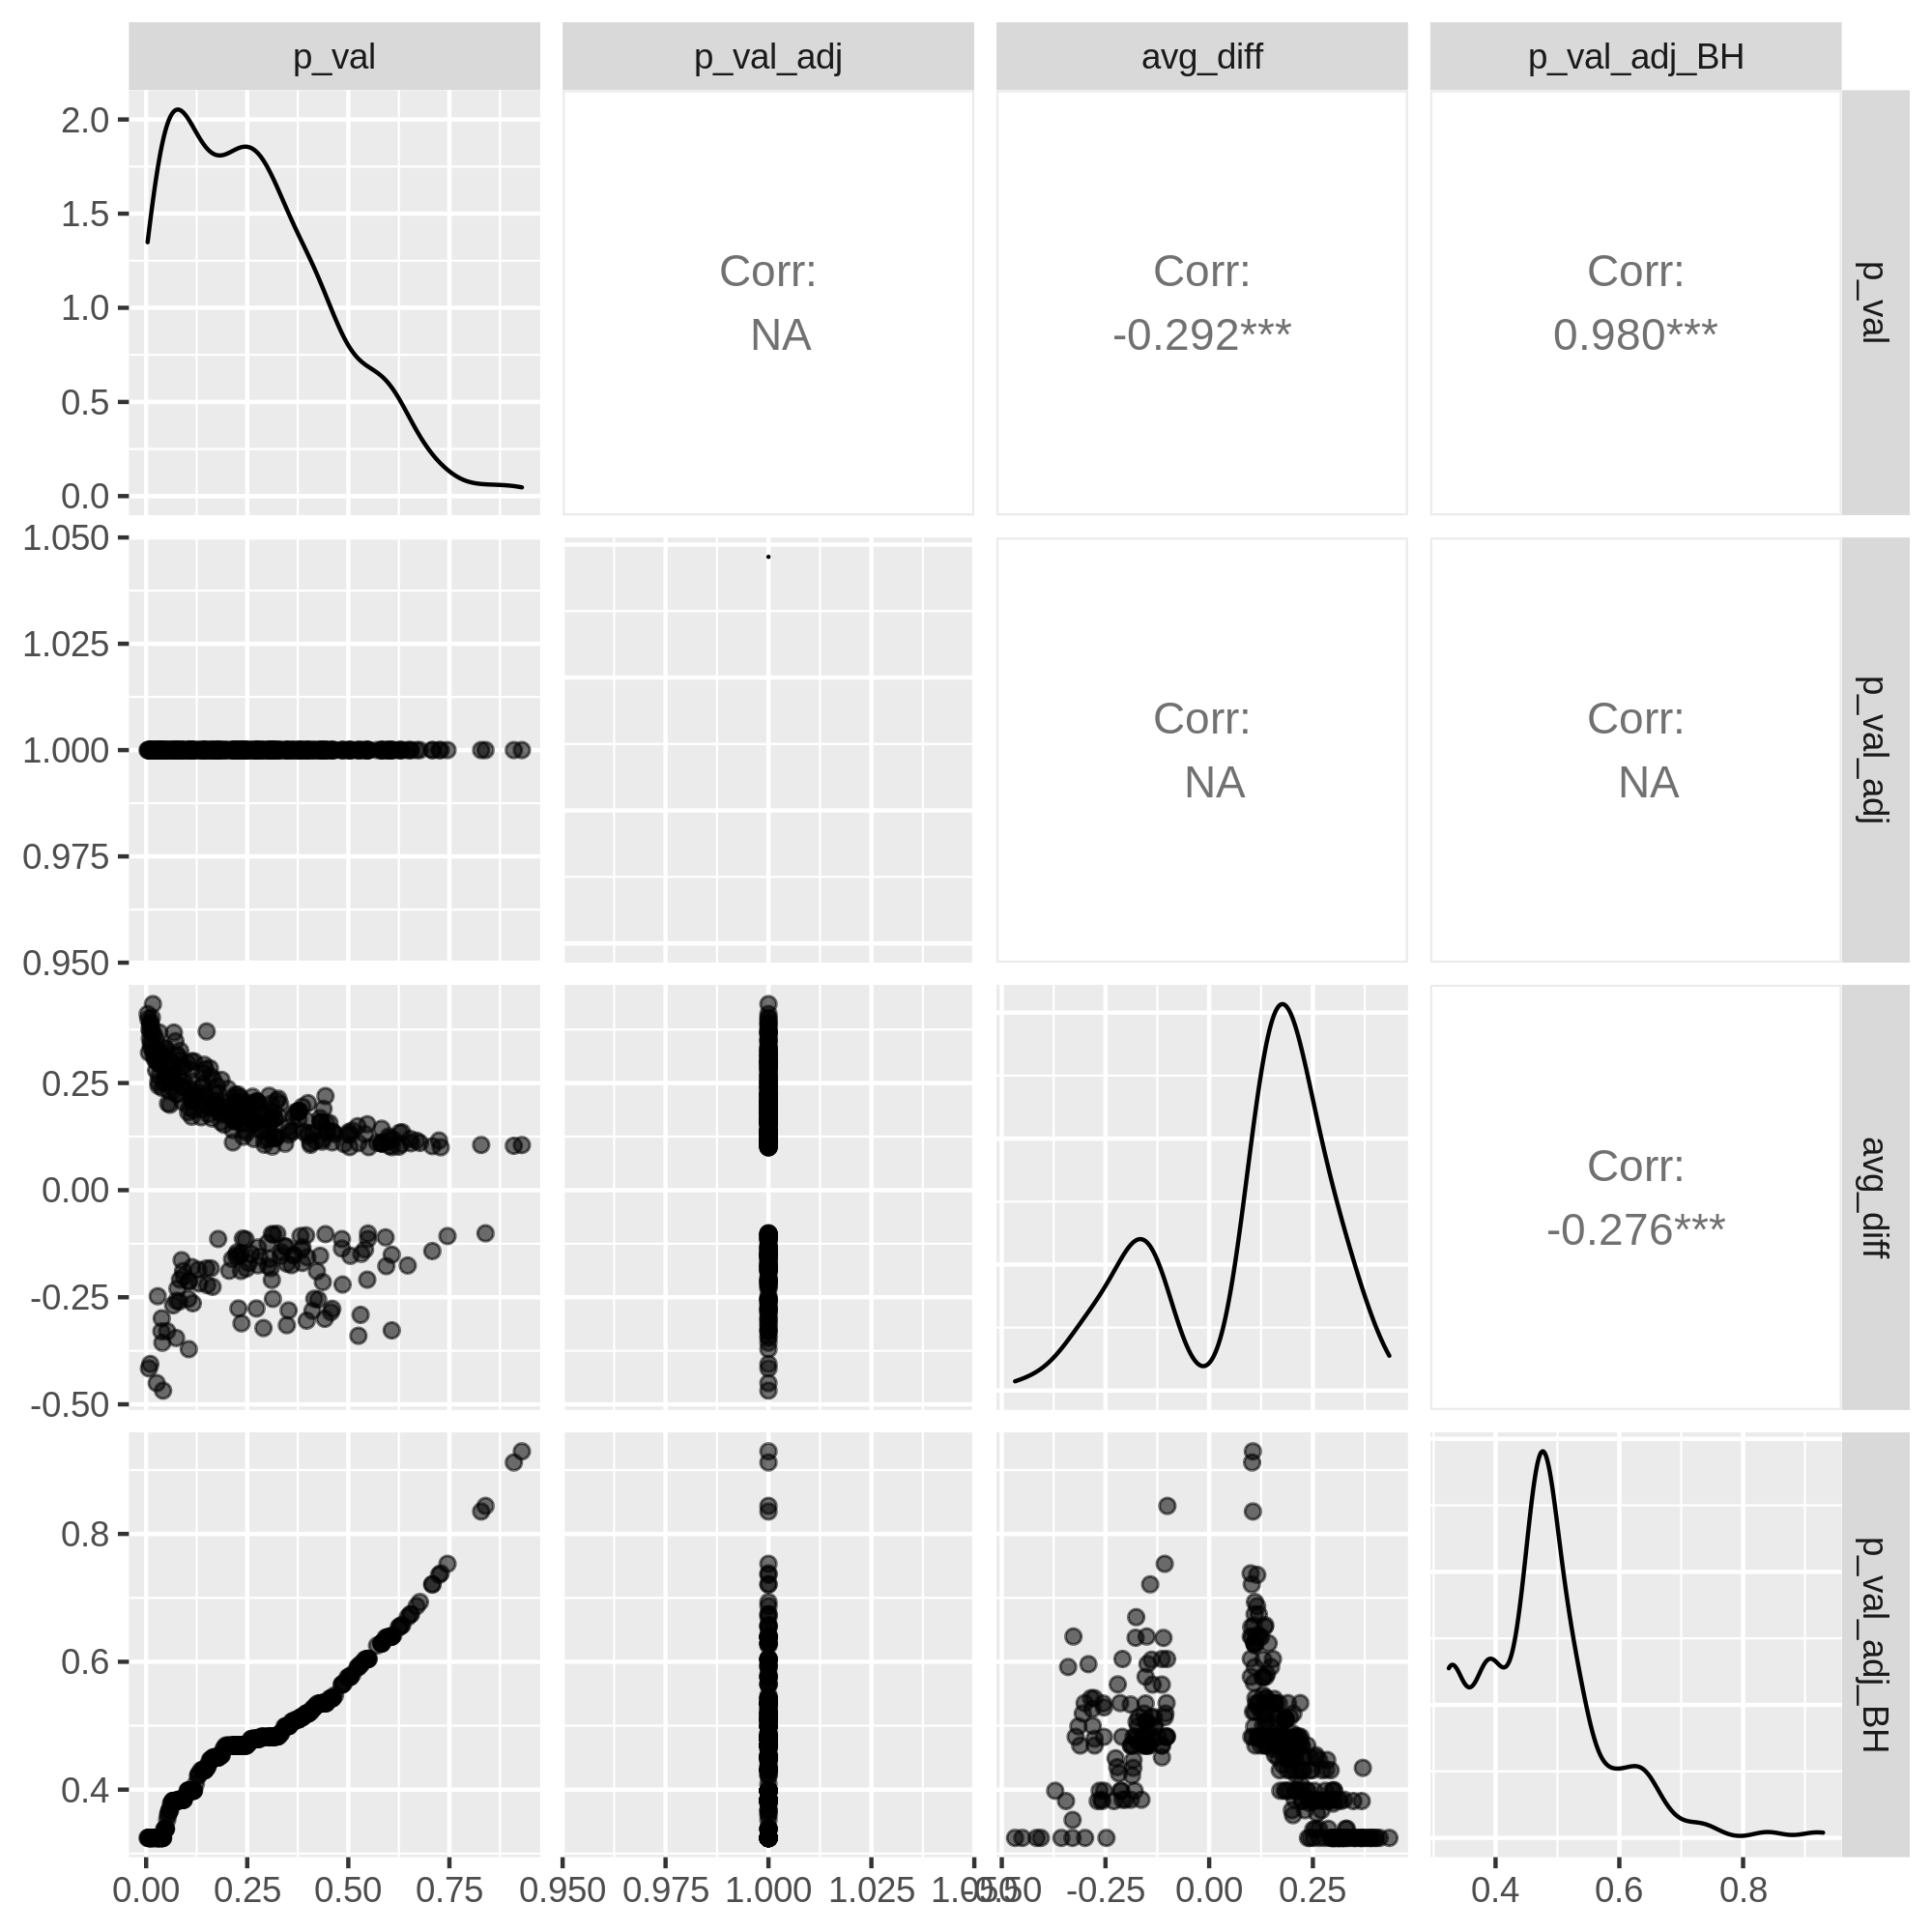 p_val
p_val_adj
avg_diff
p_val_adj_BH
2.0
1.5
1.0
0.5
0.0
Corr:
NA
Corr:
-0.292***
Corr:
0.980***
p_val
1.050
1.025
1.000
0.975
0.950
Corr:
NA
Corr:
NA
p_val_adj
0.25
0.00
-0.25
-0.50
Corr:
-0.276***
avg_diff
0.8
0.6
0.4
p_val_adj_BH
0.00 0.25 0.50 0.75
0.950 0.975 1.000 1.025 1.050
-0.50 -0.25 0.00 0.25
0.4 0.6 0.8